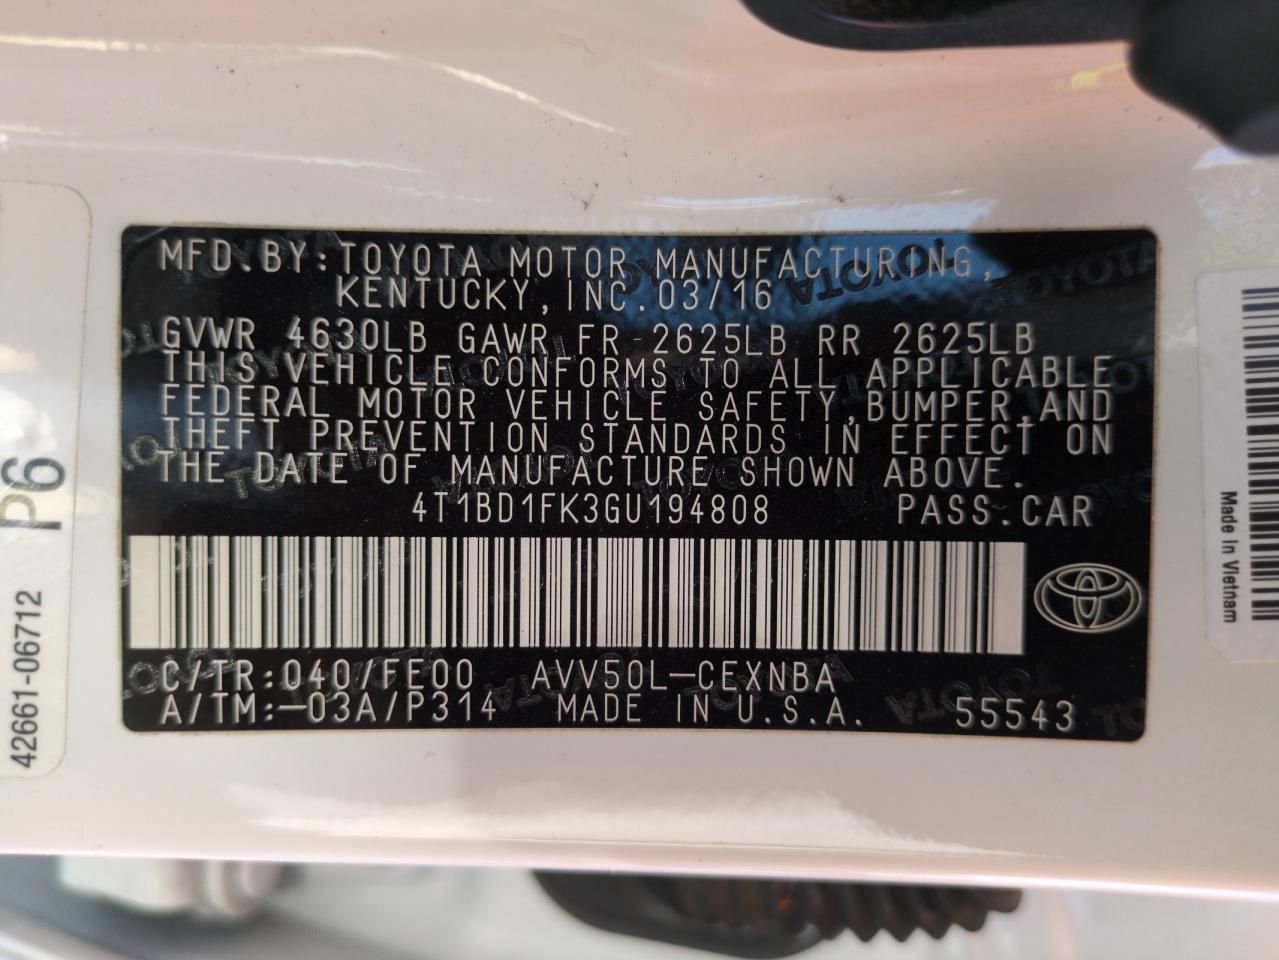 MFD.BY:TOYOTA MOTOR MANUFACTURING,
KENTUCKY,INC.03/16
GVWR 4630LB GAWR FR 2625LB RR 2625LB
THIS VEHICLE CONFORMS TO ALL APPLICABLE
FEDERAL MOTOR VEHICLE SAFETY,BUMPER,AND
THEFT PREVENTION STANDARDS IN EFFECT ON
THE DATE OF MANUFACTURE SHOWN ABOVE.
4T1BD1FK3GU194808 PASS.CAR
C/TR:040/FE00 AVV50L-CEXNBA
A/TM:-03A/P314 MADE IN U.S.A. 55543
42661-06712
P6
Made In Vietnam